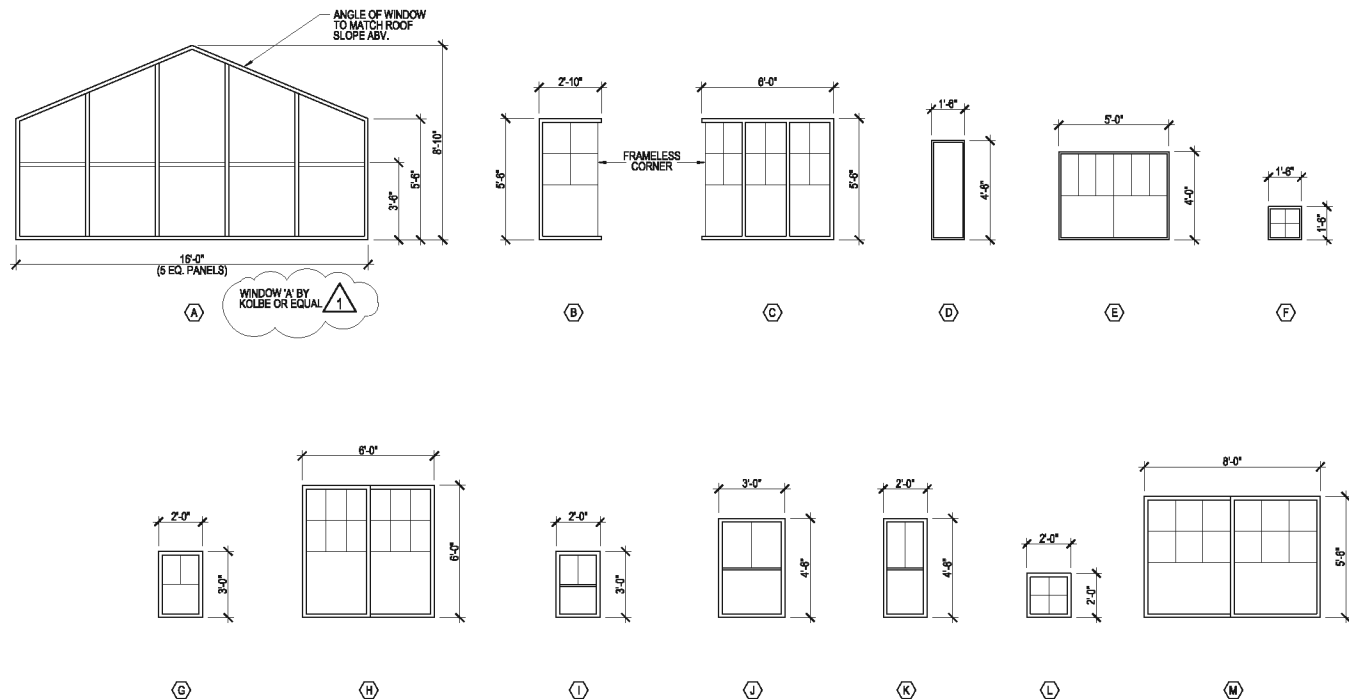 ANGLE OF WINDOW
TO MATCH ROOF
SLOPE ABV.
8'-10"
5'-6"
3'-6"
16'-0"
(5 EQ. PANELS)
WINDOW 'A' BY
KOLBE OR EQUAL
1
A
2'-10"
5'-6"
B
FRAMELESS
CORNER
6'-0"
5'-6"
C
1'-6"
4'-6"
D
5'-0"
4'-0"
E
1'-6"
1'-6"
F
2'-0"
3'-0"
G
6'-0"
6'-0"
H
2'-0"
3'-0"
I
3'-0"
4'-6"
J
2'-0"
4'-6"
K
2'-0"
2'-0"
L
8'-0"
5'-6"
M